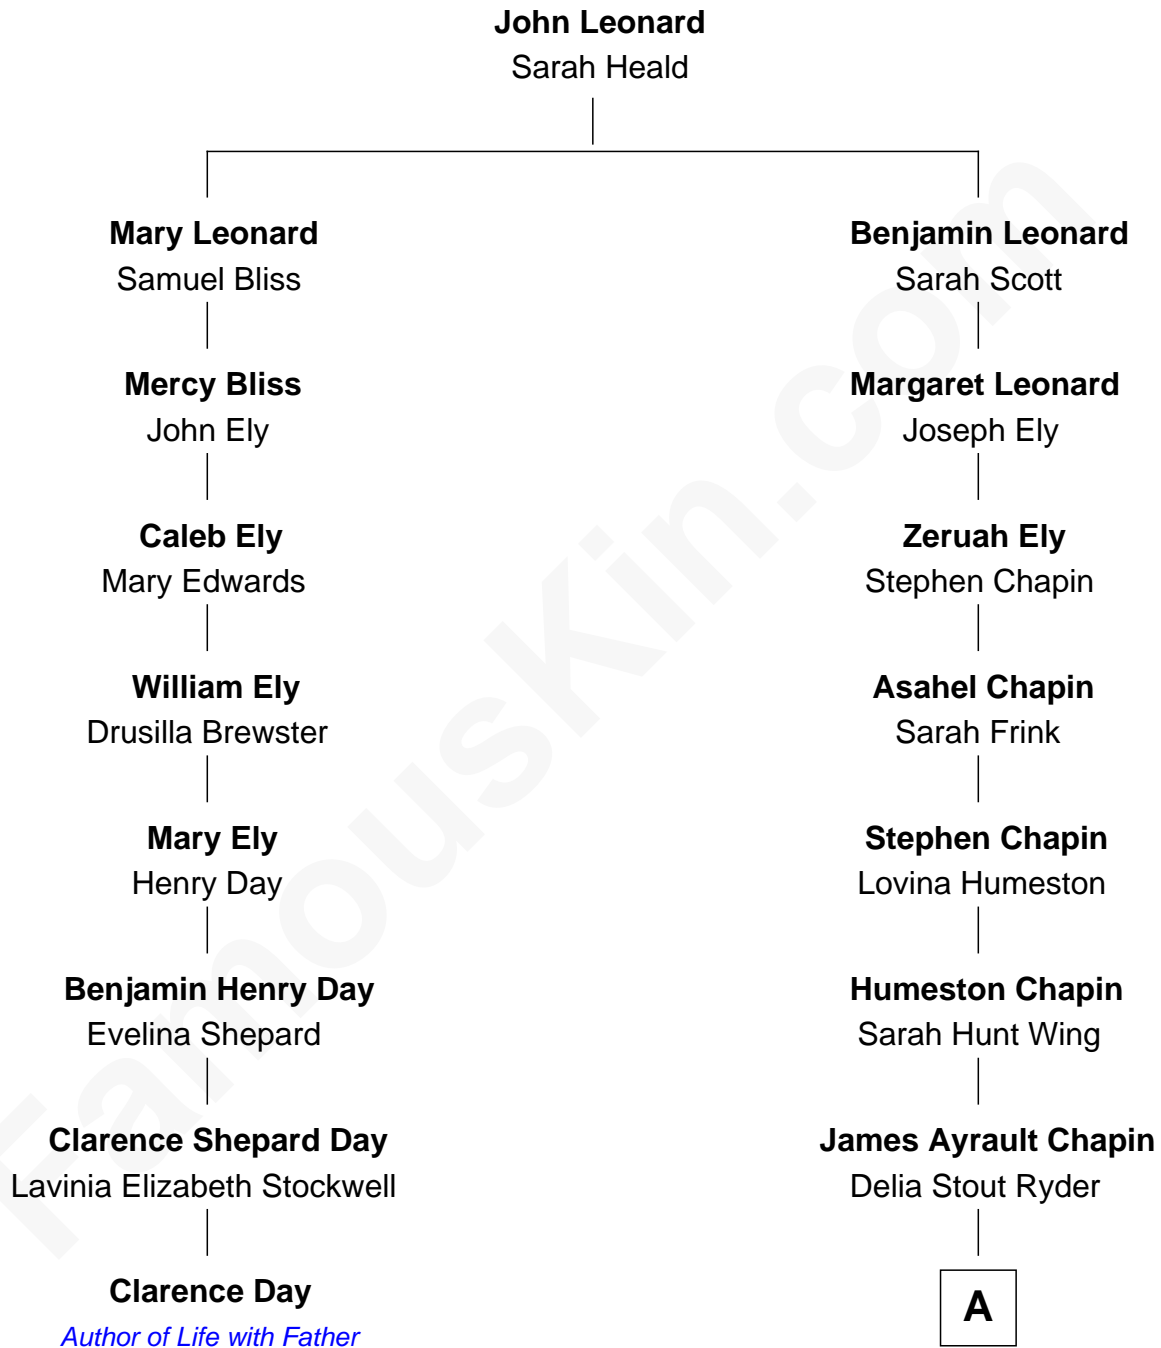 John Leonard
Sarah Heald
Mary Leonard
Samuel Bliss
Benjamin Leonard
Sarah Scott
Mercy Bliss
John Ely
Margaret Leonard
Joseph Ely
Caleb Ely
Mary Edwards
Zeruah Ely
Stephen Chapin
William Ely
Drusilla Brewster
Asahel Chapin
Sarah Frink
Mary Ely
Henry Day
Stephen Chapin
Lovina Humeston
Benjamin Henry Day
Evelina Shepard
Humeston Chapin
Sarah Hunt Wing
Clarence Shepard Day
Lavinia Elizabeth Stockwell
James Ayrault Chapin
Delia Stout Ryder
Clarence Day
Author of Life with Father
A
FamousKin.com